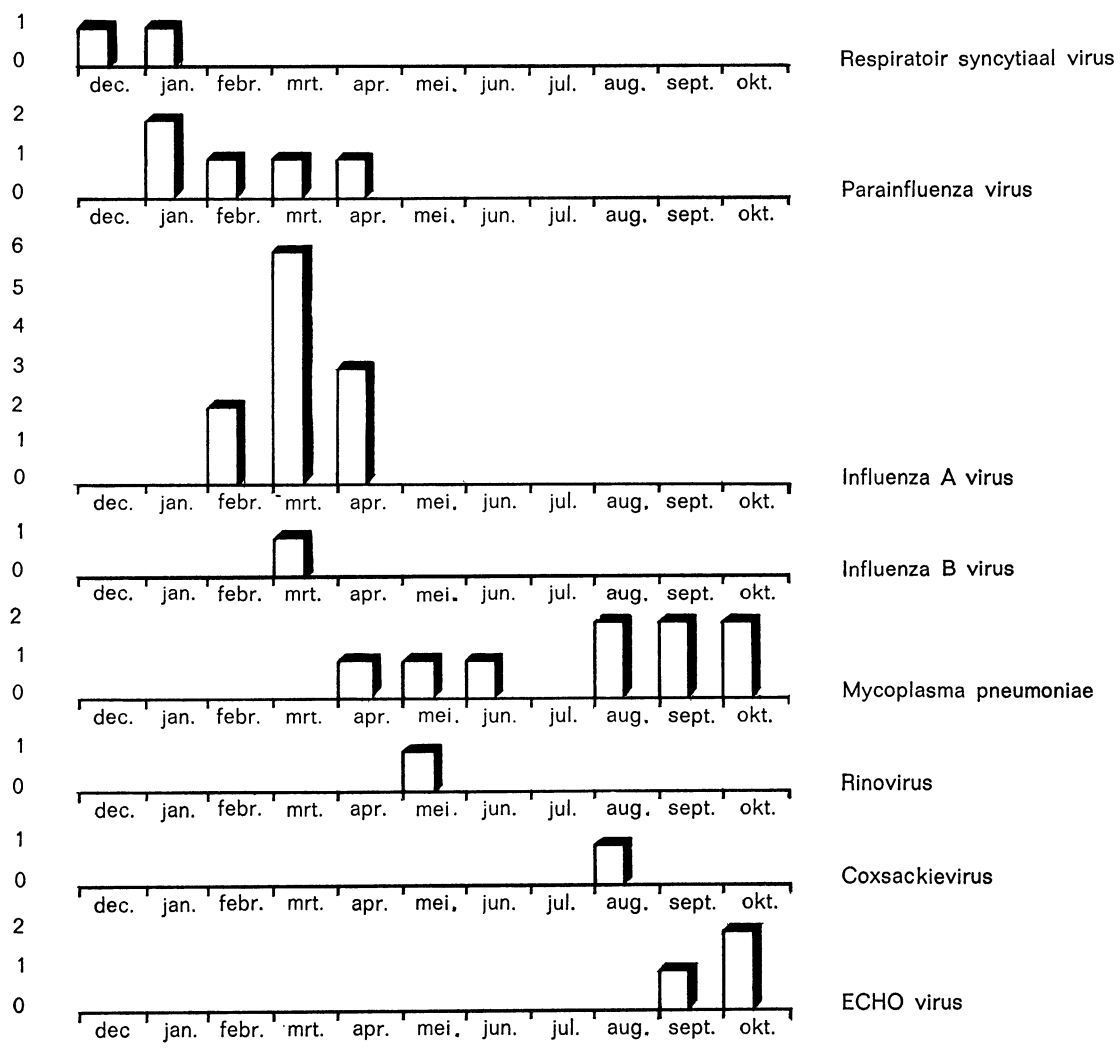 1
0
dec. jan. febr. mrt. apr. mei. jun. jul. aug. sept. okt.
Respiratoir syncytiaal virus
2
1
0
dec. jan. febr. mrt. apr. mei. jun. jul. aug. sept. okt.
Parainfluenza virus
6
5
4
3
2
1
0
dec. jan. febr. mrt. apr. mei. jun. jul. aug. sept. okt.
Influenza A virus
1
0
dec. jan. febr. mrt. apr. mei. jun. jul. aug. sept. okt.
Influenza B virus
2
1
0
dec. jan. febr. mrt. apr. mei. jun. jul. aug. sept. okt.
Mycoplasma pneumoniae
1
0
dec. jan. febr. mrt. apr. mei. jun. jul. aug. sept. okt.
Rinovirus
1
0
dec. jan. febr. mrt. apr. mei. jun. jul. aug. sept. okt.
Coxsackievirus
2
1
0
dec jan. febr. mrt. apr. mei. jun. jul. aug. sept. okt.
ECHO virus